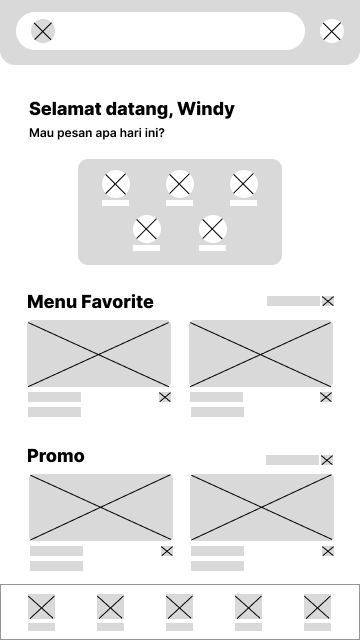 Selamat datang, Windy
Mau pesan apa hari ini?
Menu Favorite
Promo